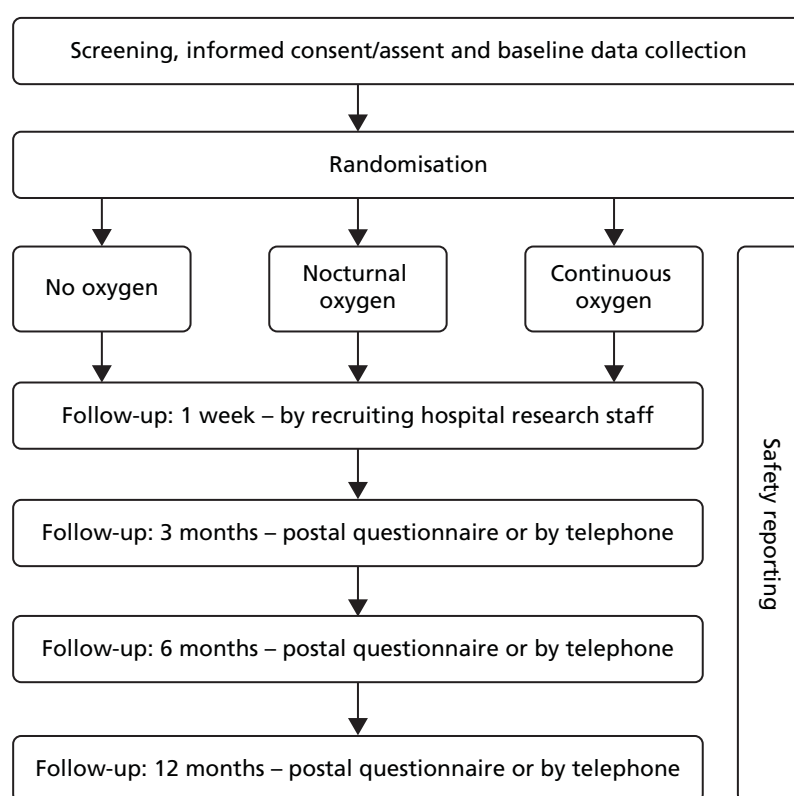 Screening, informed consent/assent and baseline data collection
Randomisation
No oxygen
Nocturnal
oxygen
Continuous
oxygen
Follow-up: 1 week – by recruiting hospital research staff
Follow-up: 3 months – postal questionnaire or by telephone
Follow-up: 6 months – postal questionnaire or by telephone
Follow-up: 12 months – postal questionnaire or by telephone
Safety reporting